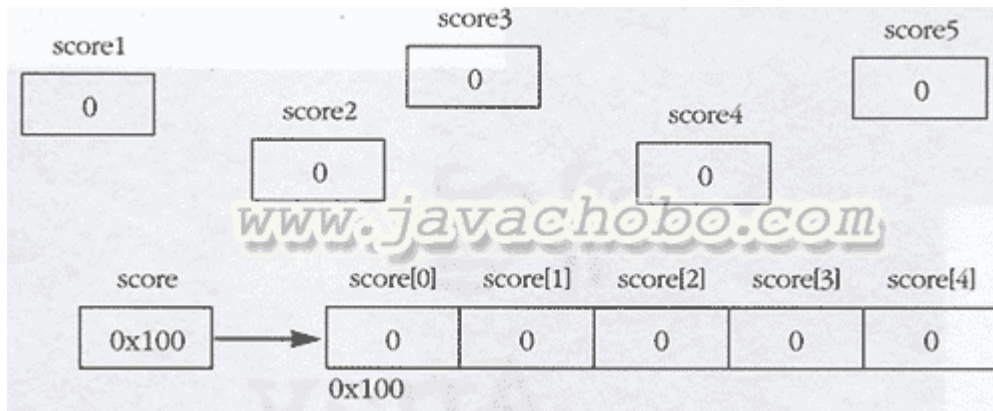 score1
0
score2
0
score3
0
score4
0
score5
0
www.javachobo.com
score score[0] score[1] score[2] score[3] score[4]
0x100 0 0 0 0 0
0x100